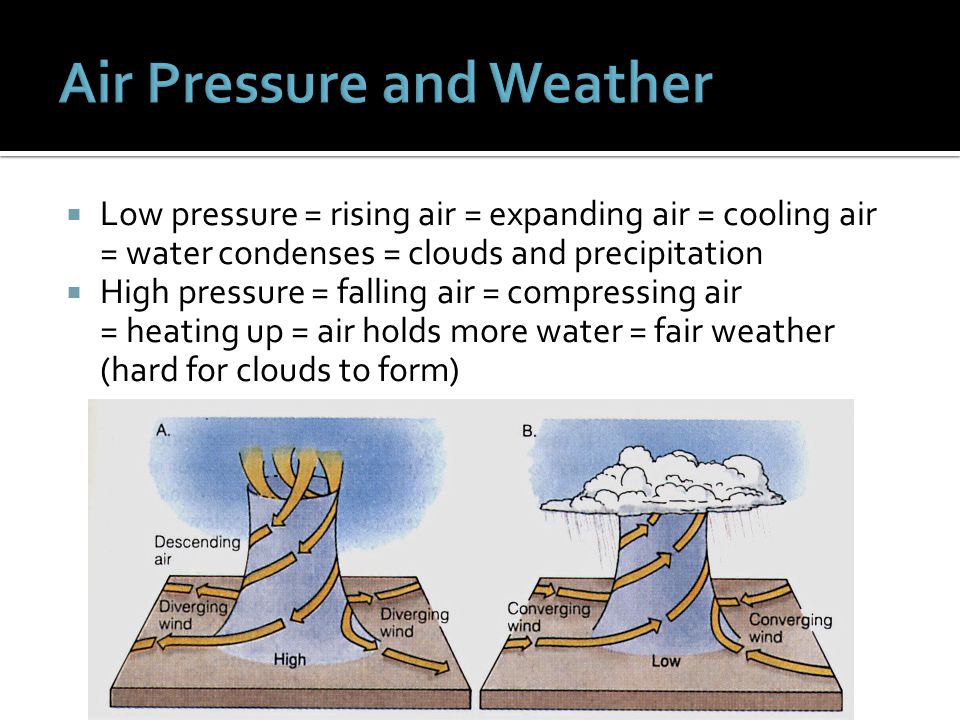 Air Pressure and Weather
Low pressure = rising air = expanding air = cooling air
= water condenses = clouds and precipitation
High pressure = falling air = compressing air
= heating up = air holds more water = fair weather
(hard for clouds to form)
A.
Descending
air
Diverging
wind
Diverging
wind
High
B.
Converging
wind
Converging
wind
Low